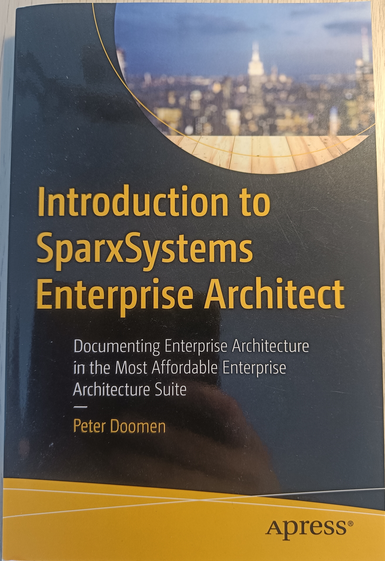 Introduction to
SparxSystems
Enterprise Architect
Documenting Enterprise Architecture
in the Most Affordable Enterprise
Architecture Suite
—
Peter Doomen
Apress®